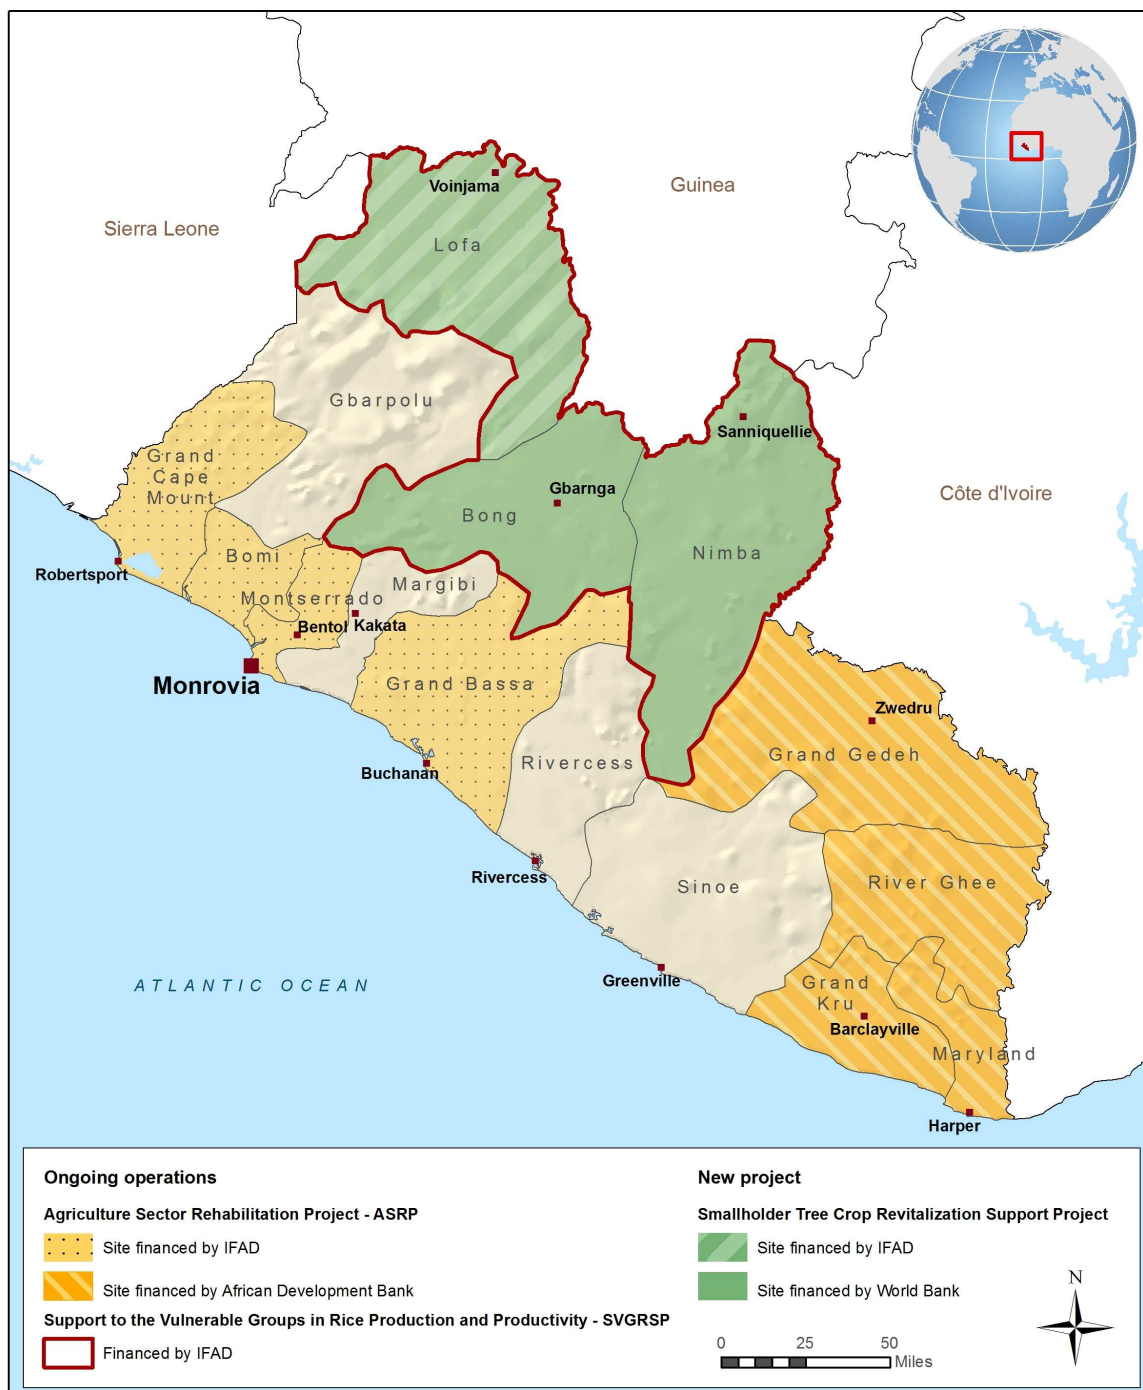 Guinea
Sierra Leone
Voinjama
Lofa
Gbarpolu
Sanniquellie
Grand
Cape
Mount
Gbarnga
Bong
Côte d'Ivoire
Nimba
Bomi
Robertsport
Margibi
Montserrado
Bentol
Kakata
Monrovia
Grand Bassa
Zwedru
Grand Gedeh
Rivercess
Buchanan
Rivercess
Sinoe
River Ghee
Greenville
ATLANTIC OCEAN
Grand
Kru
Barclayville
Maryland
Harper
Ongoing operations
Agriculture Sector Rehabilitation Project - ASRP
Site financed by IFAD
Site financed by African Development Bank
Support to the Vulnerable Groups in Rice Production and Productivity - SVGRSP
Financed by IFAD
New project
Smallholder Tree Crop Revitalization Support Project
Site financed by IFAD
Site financed by World Bank
N
0 25 50
Miles